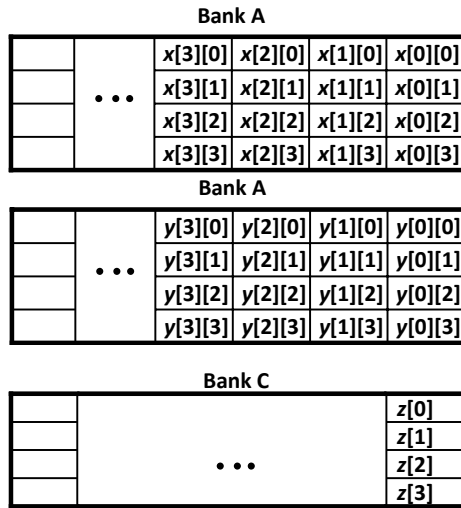 Bank A
x[3][0] x[2][0] x[1][0] x[0][0]
• • • x[3][1] x[2][1] x[1][1] x[0][1]
x[3][2] x[2][2] x[1][2] x[0][2]
x[3][3] x[2][3] x[1][3] x[0][3]
Bank A
y[3][0] y[2][0] y[1][0] y[0][0]
• • • y[3][1] y[2][1] y[1][1] y[0][1]
y[3][2] y[2][2] y[1][2] y[0][2]
y[3][3] y[2][3] y[1][3] y[0][3]
Bank C
z[0]
z[1]
• • • z[2]
z[3]